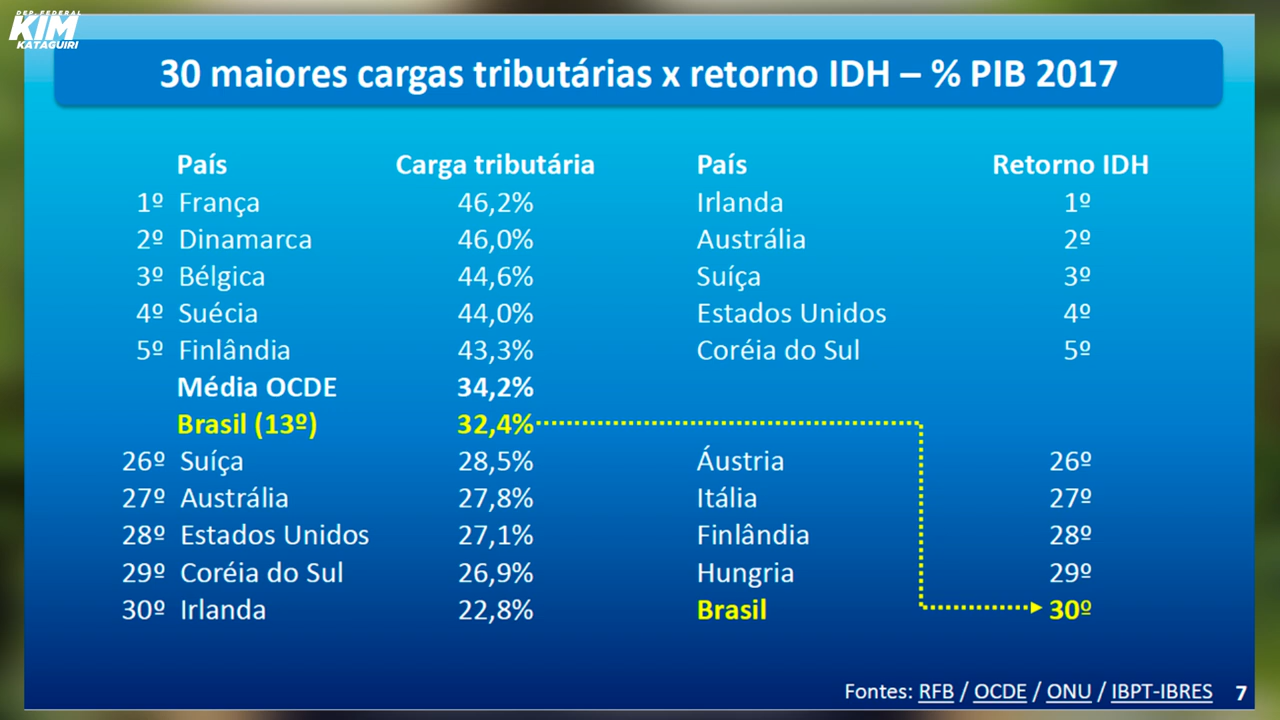 DEP. FEDERAL
KIM
KATAGUIRI
30 maiores cargas tributárias x retorno IDH – % PIB 2017
País Carga tributária País Retorno IDH
1º França 46,2% Irlanda 1º
2º Dinamarca 46,0% Austrália 2º
3º Bélgica 44,6% Suíça 3º
4º Suécia 44,0% Estados Unidos 4º
5º Finlândia 43,3% Coréia do Sul 5º
Média OCDE 34,2%
Brasil (13º) 32,4%
26º Suíça 28,5% Áustria 26º
27º Austrália 27,8% Itália 27º
28º Estados Unidos 27,1% Finlândia 28º
29º Coréia do Sul 26,9% Hungria 29º
30º Irlanda 22,8% Brasil 30º
Fontes: RFB / OCDE / ONU / IBPT-IBRES 7